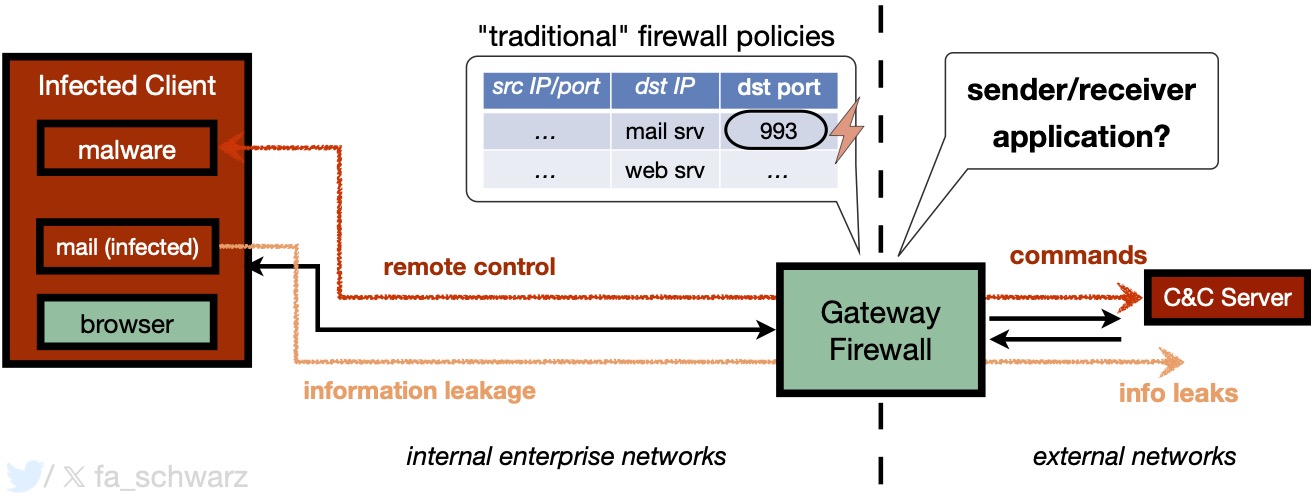 "traditional" firewall policies
src IP/port dst IP dst port
... mail srv 993
... web srv ...
sender/receiver
application?
Infected Client
malware
mail (infected)
browser
remote control
information leakage
Gateway
Firewall
commands
C&C Server
info leaks
internal enterprise networks
external networks
/ 𝕏 fa_schwarz